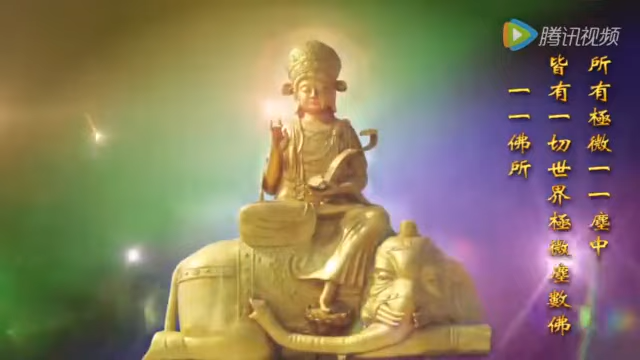 腾讯视频
所有極微一一塵中
皆有一切世界極微塵數佛
一一佛所